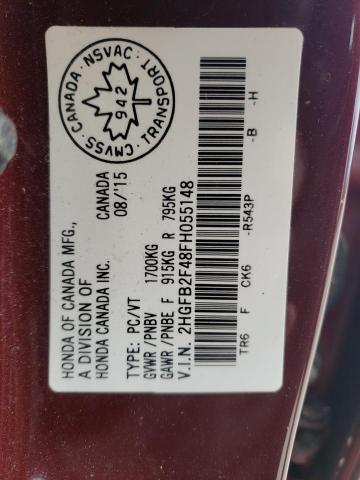 CMVSS · CANADA · NSVAC · TRANSPORT
942
HONDA OF CANADA MFG., CANADA
A DIVISION OF 08/'15
HONDA CANADA INC.
TYPE: PC/VT
GVWR/PNBV 1700KG
GAWR/PNBE F 915KG R 795KG
V.I.N. 2HGFB2F48FH055148
TR6 F CK6 -R543P -B -H